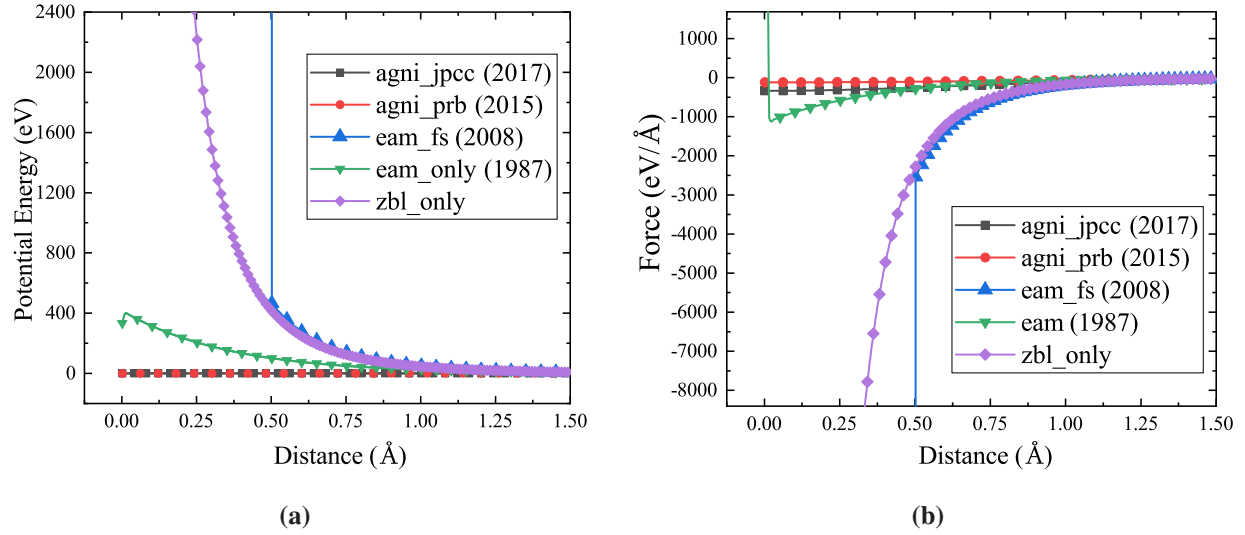 2400
2000
1600
1200
800
400
0
Potential Energy (eV)
agni_jpcc (2017)
agni_prb (2015)
eam_fs (2008)
eam_only (1987)
zbl_only
0.00 0.25 0.50 0.75 1.00 1.25 1.50
Distance (Å)
(a)
1000
0
-1000
-2000
-3000
-4000
-5000
-6000
-7000
-8000
Force (eV/Å)
agni_jpcc (2017)
agni_prb (2015)
eam_fs (2008)
eam (1987)
zbl_only
0.00 0.25 0.50 0.75 1.00 1.25 1.50
Distance (Å)
(b)